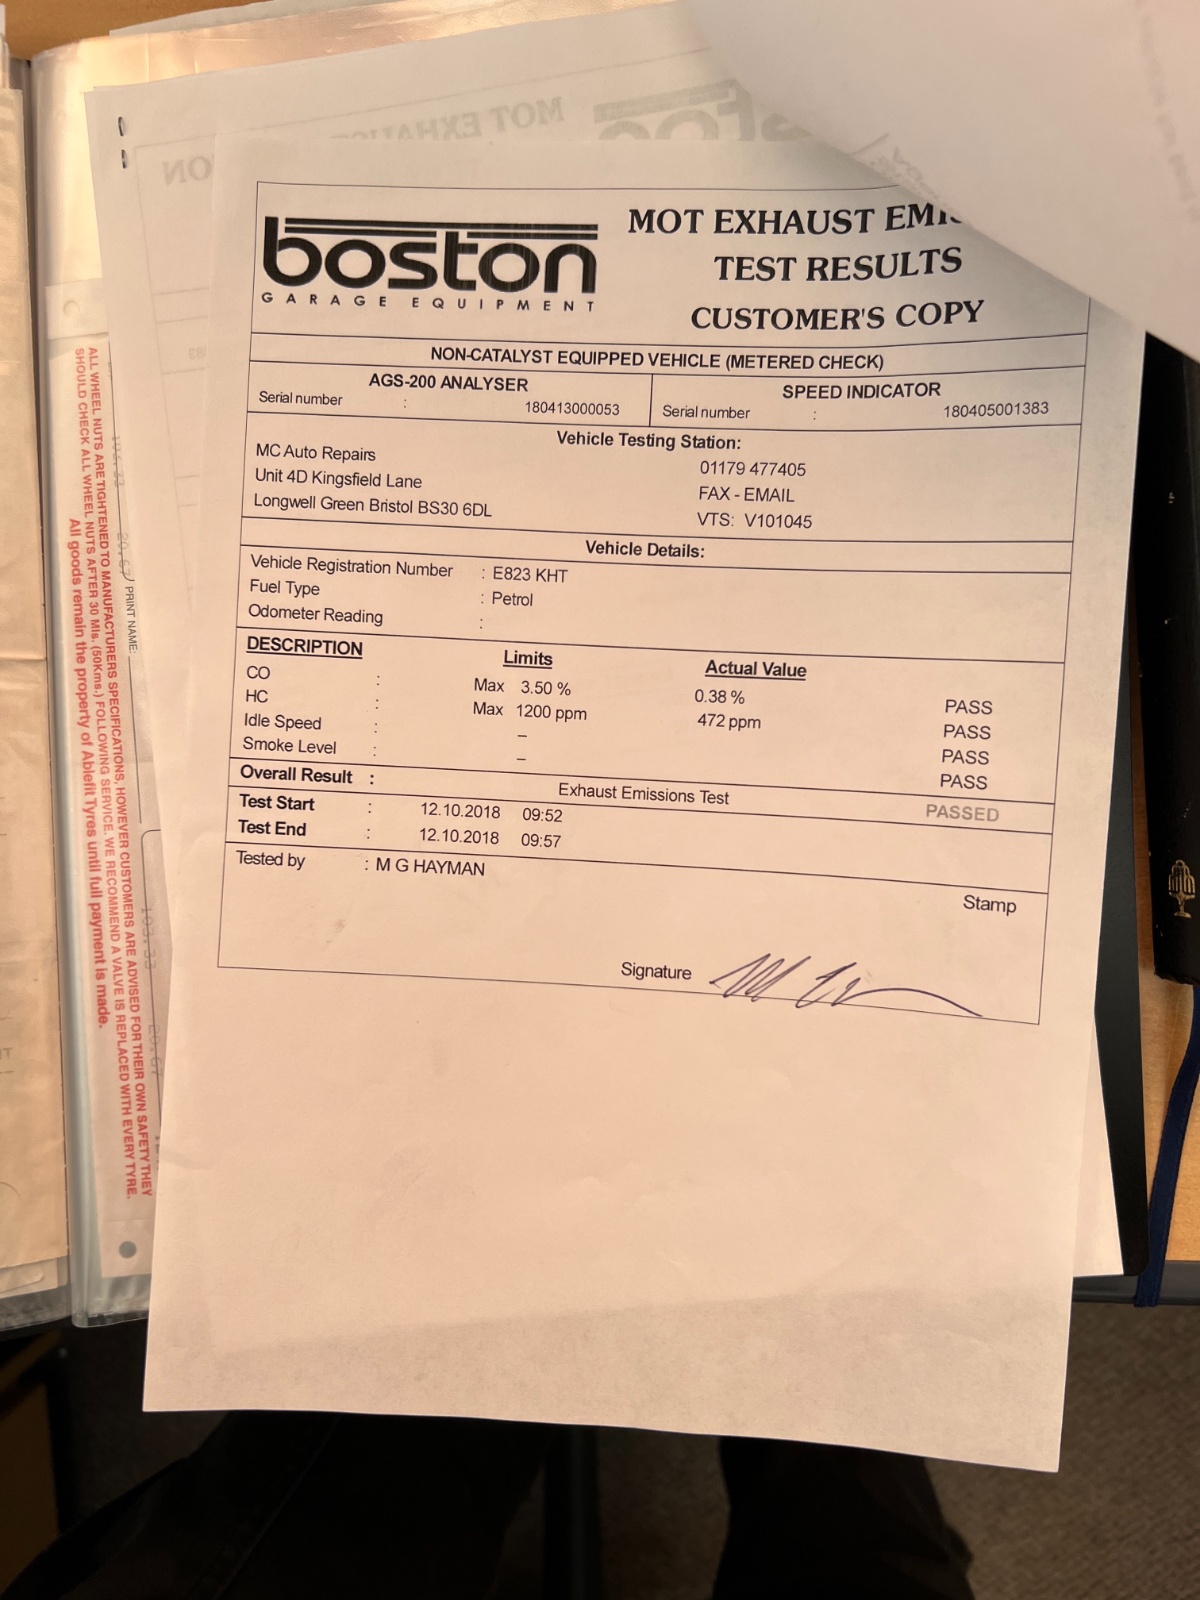 boston
GARAGE EQUIPMENT
MOT EXHAUST
TEST RESULTS
CUSTOMER'S COPY
NON-CATALYST EQUIPPED VEHICLE (METERED CHECK)
AGS-200 ANALYSER
Serial number : 180413000053
SPEED INDICATOR
Serial number : 180405001383
Vehicle Testing Station:
MC Auto Repairs 01179 477405
Unit 4D Kingsfield Lane FAX - EMAIL
Longwell Green Bristol BS30 6DL VTS: V101045
Vehicle Details:
Vehicle Registration Number : E823 KHT
Fuel Type : Petrol
Odometer Reading :
DESCRIPTION Limits Actual Value
CO : Max 3.50 % 0.38 % PASS
HC : Max 1200 ppm 472 ppm PASS
Idle Speed : – PASS
Smoke Level : – PASS
Overall Result : Exhaust Emissions Test PASSED
Test Start : 12.10.2018 09:52
Test End : 12.10.2018 09:57
Tested by : M G HAYMAN
Stamp
Signature
PRINT NAME:
ALL WHEEL NUTS ARE TIGHTENED TO MANUFACTURERS SPECIFICATIONS, HOWEVER CUSTOMERS ARE ADVISED FOR THEIR OWN SAFETY THEY
SHOULD CHECK ALL WHEEL NUTS AFTER 30 Mls. (50Kms.) FOLLOWING SERVICE. WE RECOMMEND A VALVE IS REPLACED WITH EVERY TYRE.
All goods remain the property of Ablefit Tyres until full payment is made.